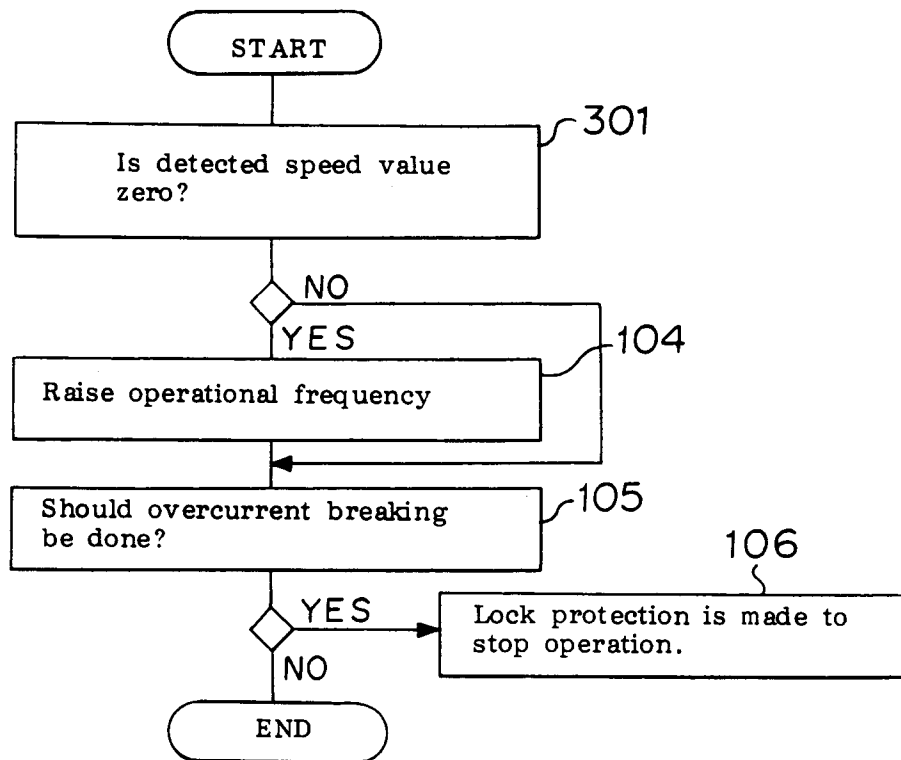 START
301
Is detected speed value
zero?
NO
YES
104
Raise operational frequency
105
Should overcurrent breaking
be done?
106
YES
Lock protection is made to
stop operation.
NO
END